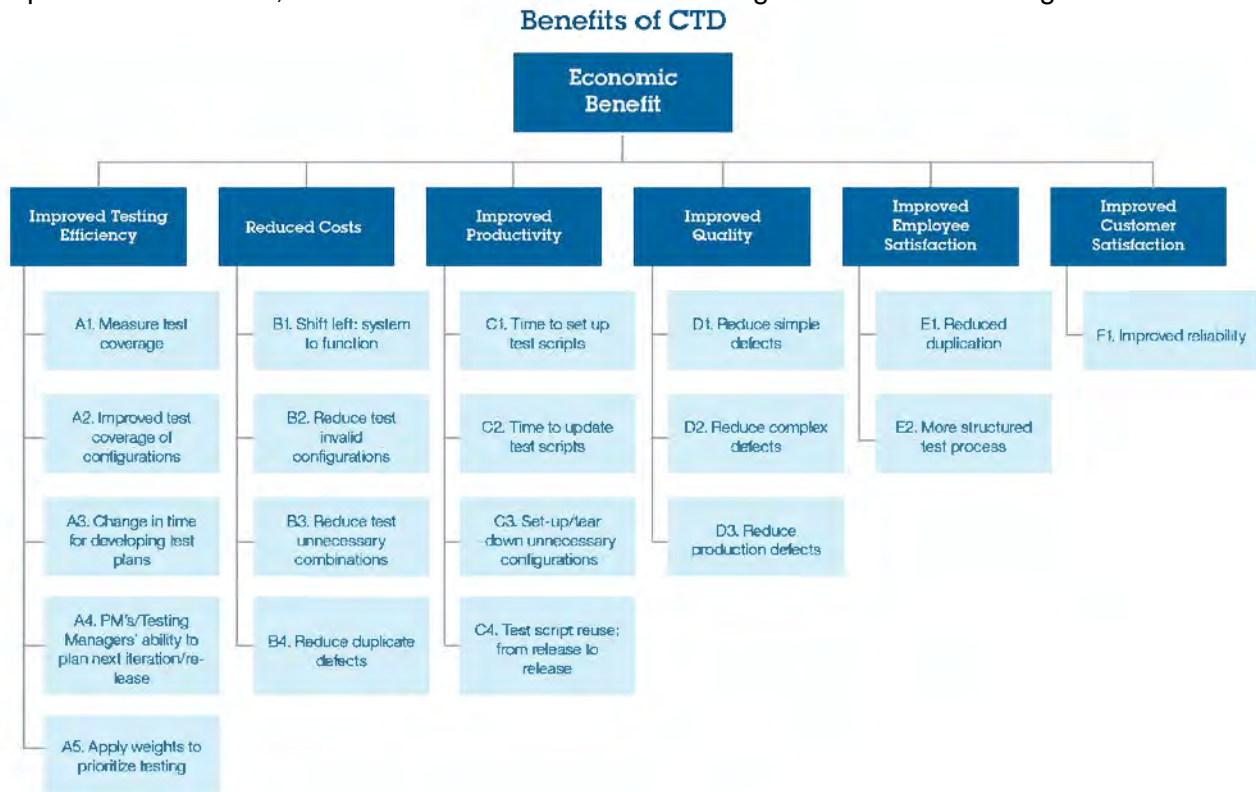 Benefits of CTD
Economic
Benefit
Improved Testing
Efficiency
A1. Measure test
coverage
A2. Improved test
coverage of
configurations
A3. Change in time
for developing test
plans
A4. PM's/Testing
Managers' ability to
plan next iteration/re-
lease
A5. Apply weights to
prioritize testing
Reduced Costs
B1. Shift left: system
to function
B2. Reduce test
invalid
configurations
B3. Reduce test
unnecessary
combinations
B4. Reduce duplicate
defects
Improved
Productivity
C1. Time to set up
test scripts
C2. Time to update
test scripts
C3. Set-up/tear
down unnecessary
configurations
C4. Test script reuse;
from release to
release
Improved
Quality
D1. Reduce simple
defects
D2. Reduce complex
defects
D3. Reduce
production defects
Improved
Employee
Satisfaction
E1. Reduced
duplication
E2. More structured
test process
Improved
Customer
Satisfaction
F1. Improved reliability